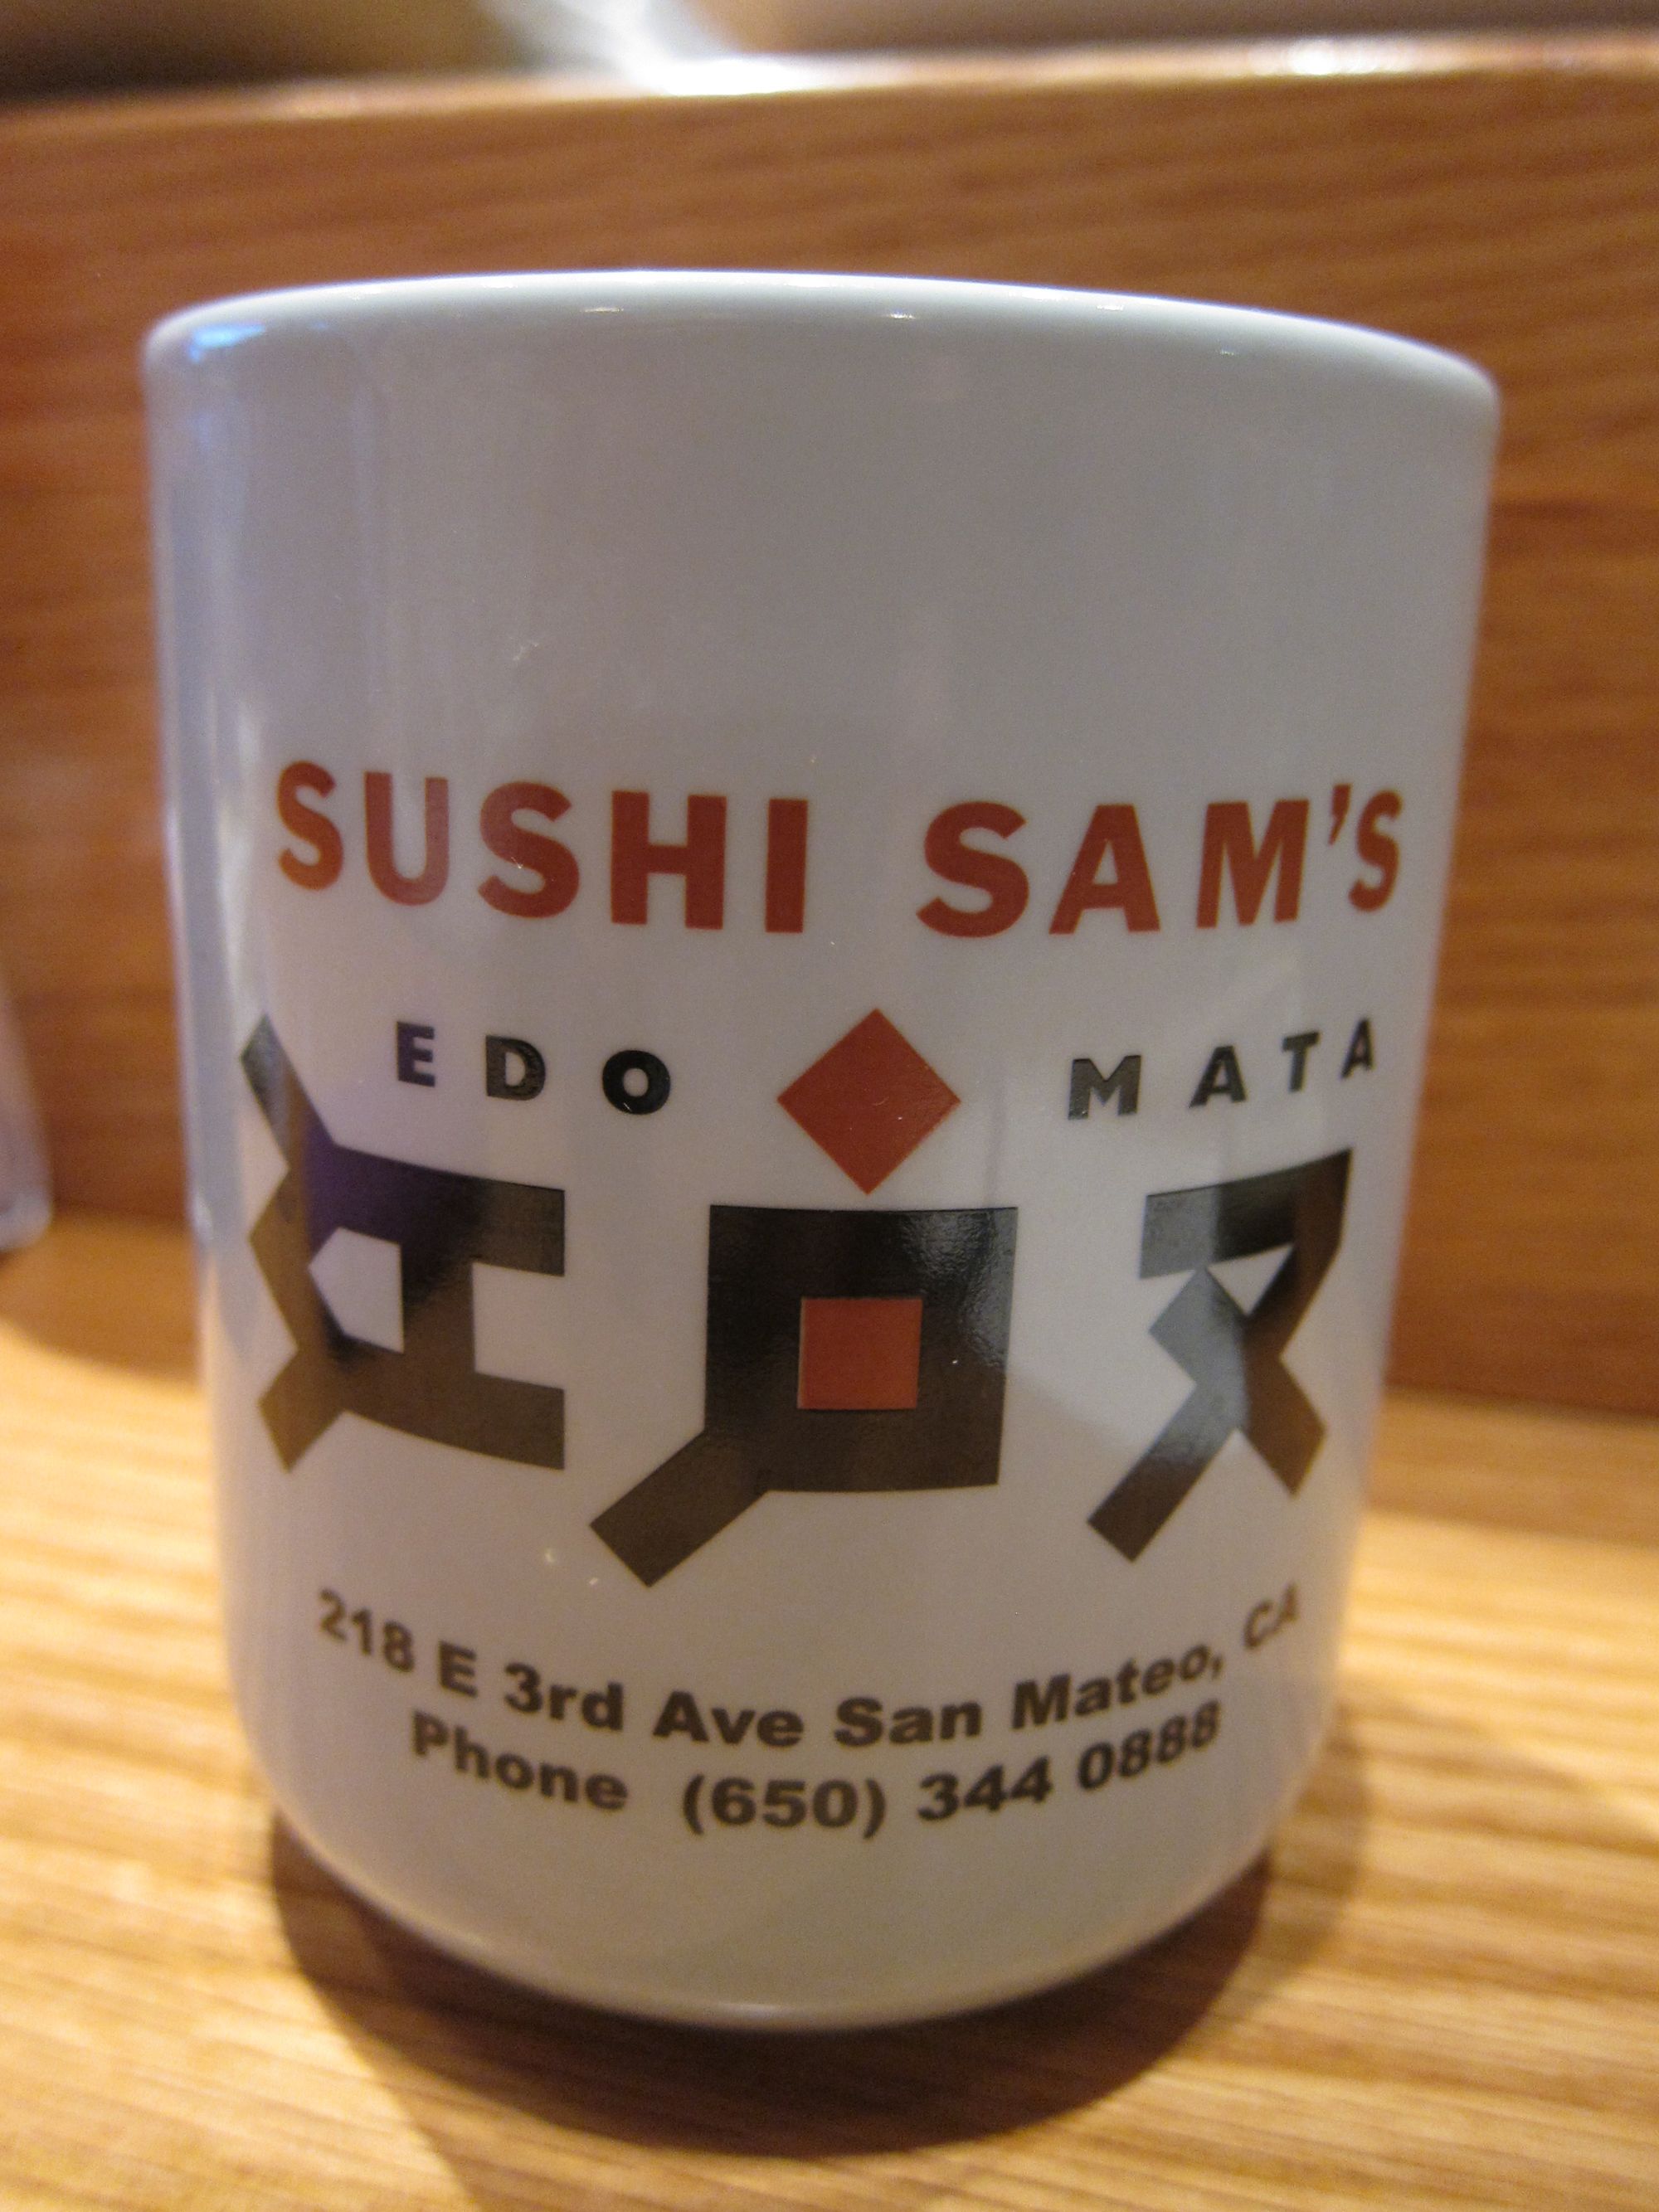 SUSHI SAM'S
EDO MATA
218 E 3rd Ave San Mateo, CA
Phone (650) 344 0888